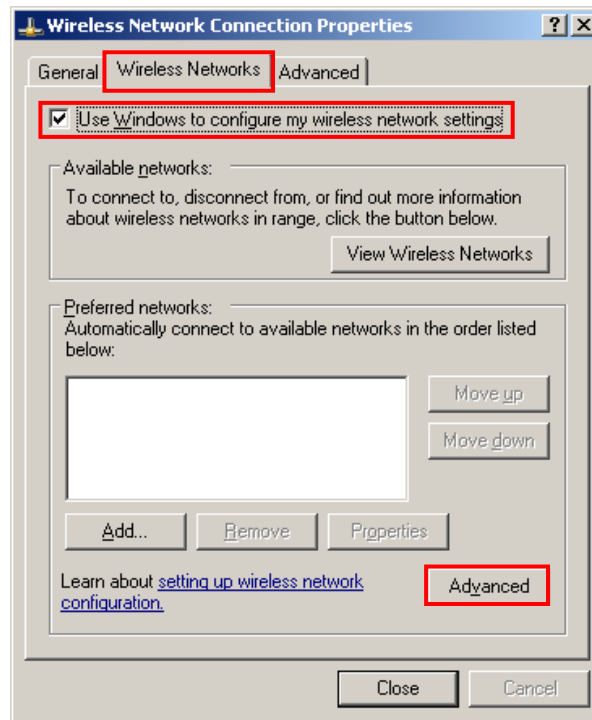 Wireless Network Connection Properties
General Wireless Networks Advanced
Use Windows to configure my wireless network settings
Available networks:
To connect to, disconnect from, or find out more information
about wireless networks in range, click the button below.
View Wireless Networks
Preferred networks:
Automatically connect to available networks in the order listed
below:
Move up
Move down
Add... Remove Properties
Learn about setting up wireless network
configuration.
Advanced
Close Cancel